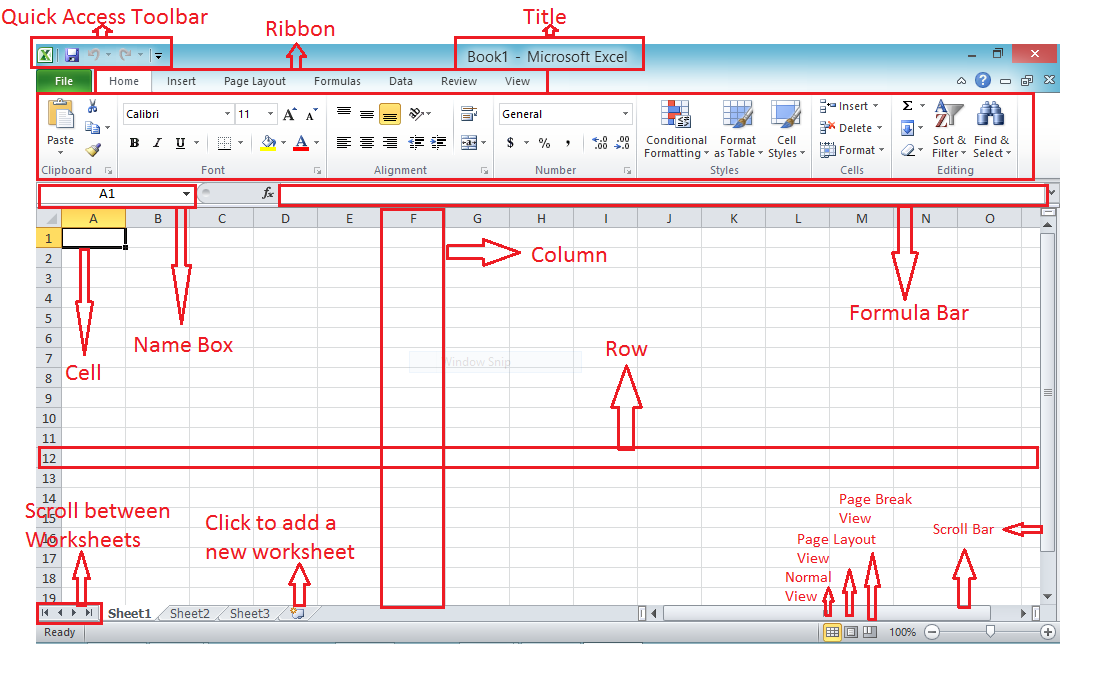 Quick Access Toolbar
Ribbon
Title
Book1 - Microsoft Excel
File Home Insert Page Layout Formulas Data Review View
Calibri 11 General Insert Σ
Delete
Paste B I U $ % , Conditional Format Cell Sort & Find &
Formatting as Table Styles Format Filter Select
Clipboard Font Alignment Number Styles Cells Editing
A1 fx
A B C D E F G H I J K L M N O
1
2
Column
3
4
5
Formula Bar
6
Name Box
Row
7
Window Snip
8
Cell
9
10
11
12
13
14
Page Break
View
Scroll between
Worksheets
15
Click to add a
new worksheet
Scroll Bar
16
Page Layout
View
17
18
Normal
View
19
Sheet1 Sheet2 Sheet3
Ready 100%